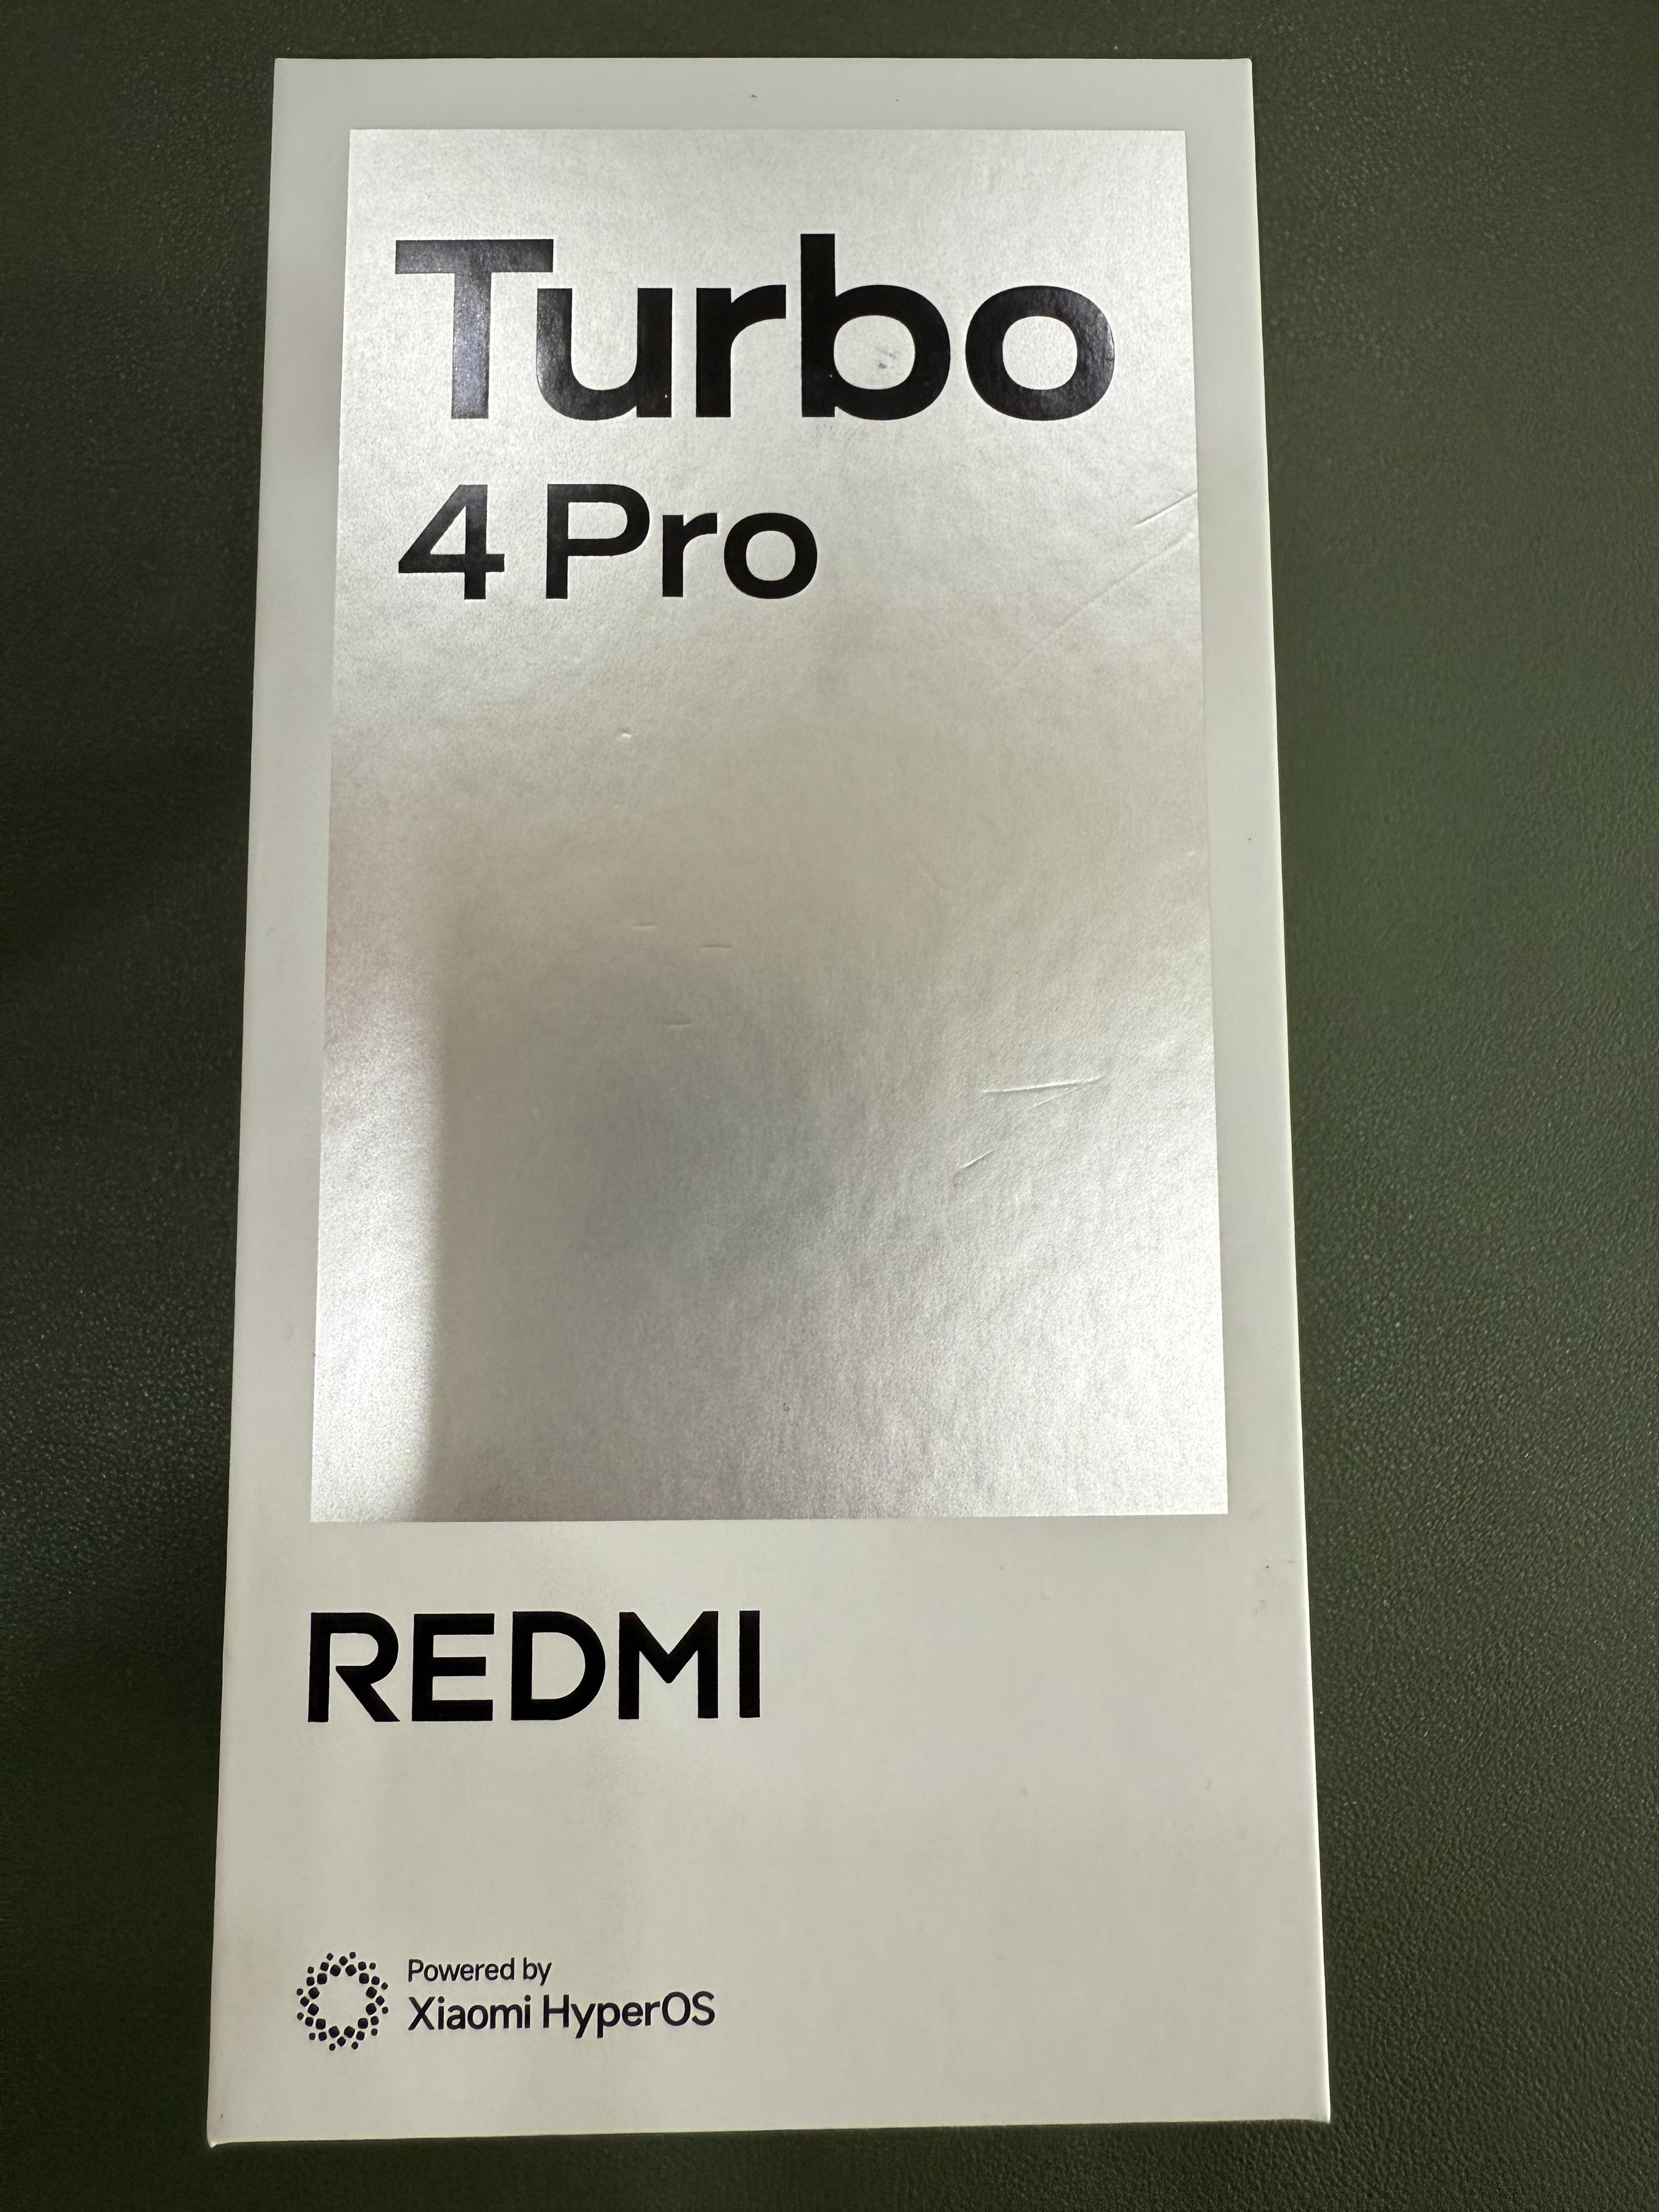 Turbo
4 Pro
REDMI
Powered by
Xiaomi HyperOS